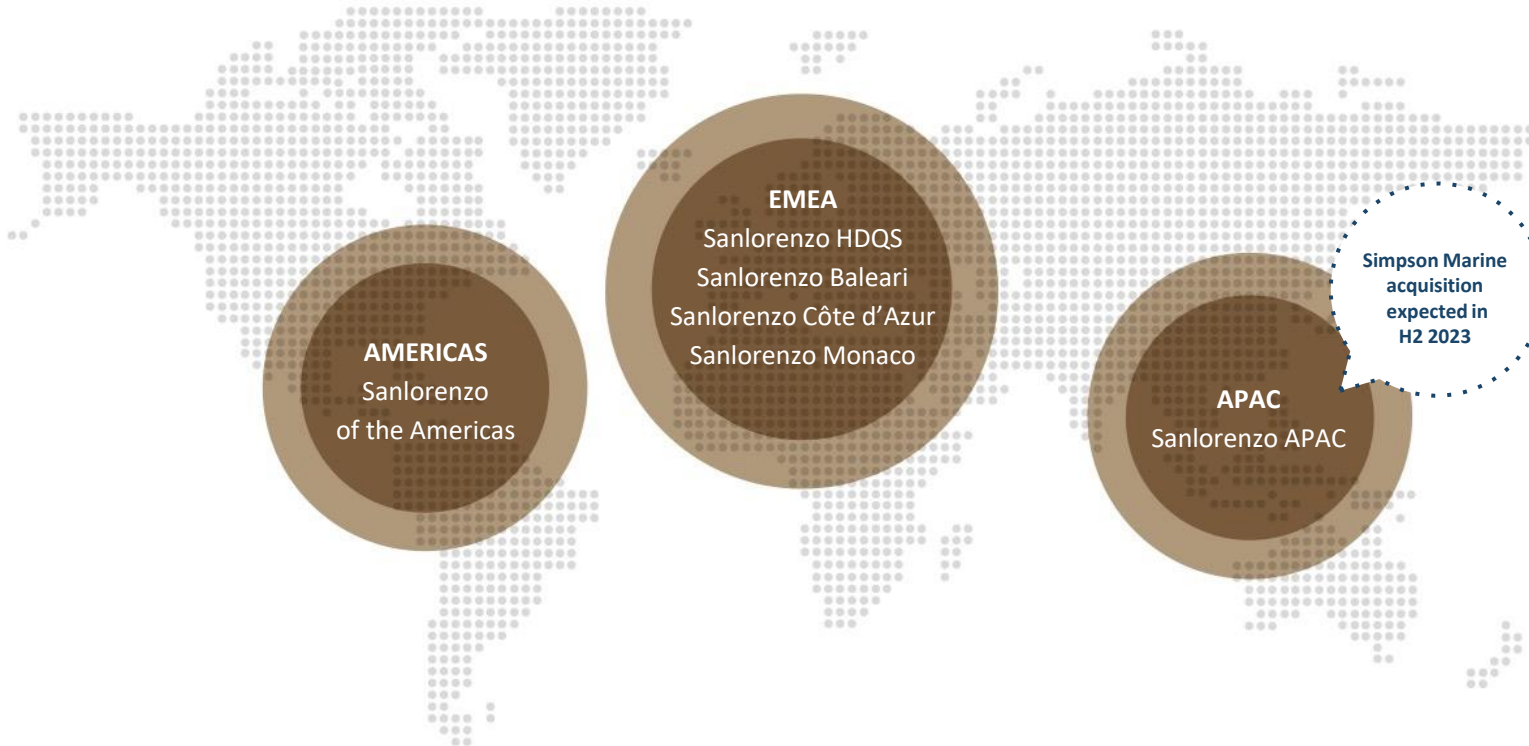 AMERICAS
Sanlorenzo
of the Americas
EMEA
Sanlorenzo HDQS
Sanlorenzo Baleari
Sanlorenzo Côte d’Azur
Sanlorenzo Monaco
APAC
Sanlorenzo APAC
Simpson Marine
acquisition
expected in
H2 2023